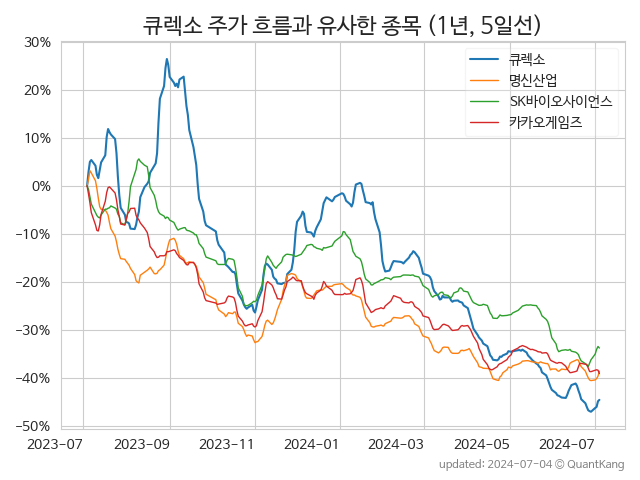 큐렉소 주가 흐름과 유사한 종목 (1년, 5일선)
30%
20%
10%
0%
−10%
−20%
−30%
−40%
−50%
큐렉소
명신산업
SK바이오사이언스
카카오게임즈
2023-07
2023-09
2023-11
2024-01
2024-03
2024-05
2024-07
updated: 2024-07-04 ⓒ QuantKang